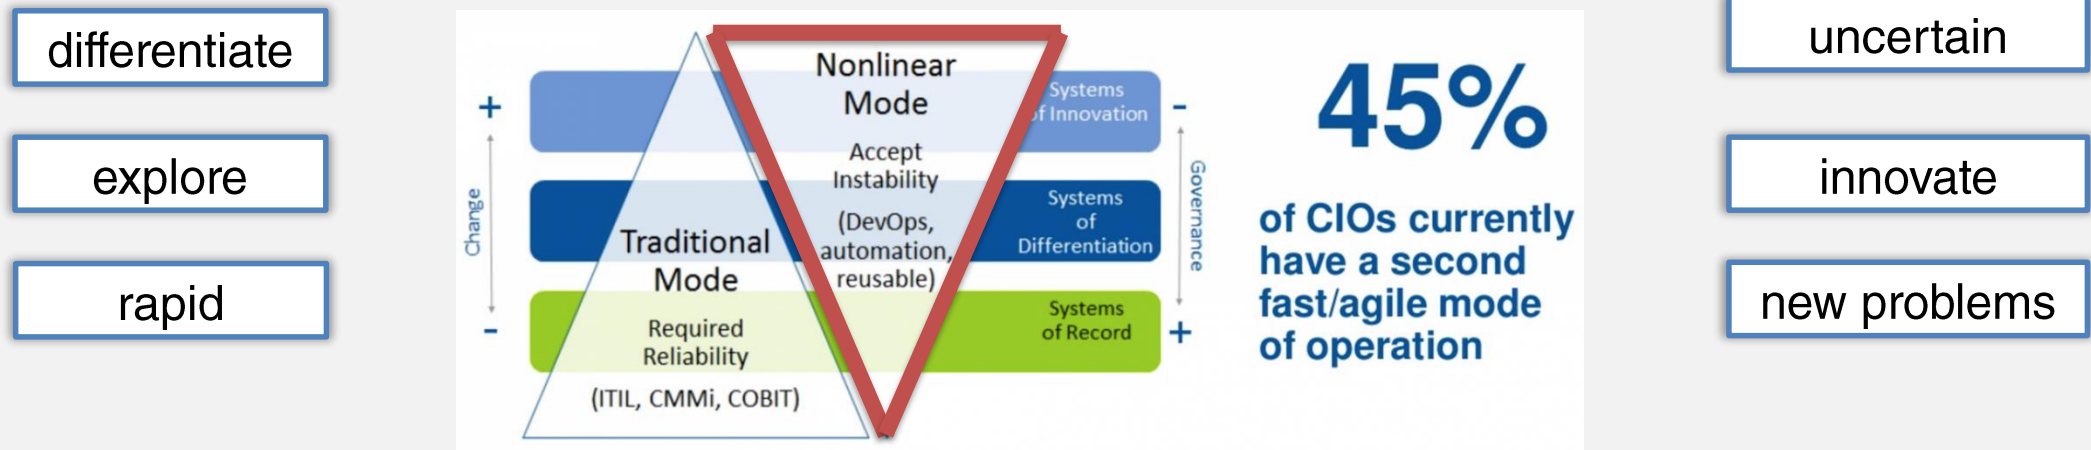 differentiate
explore
rapid
+
Change
-
Nonlinear
Mode
Accept
Instability
(DevOps,
automation,
reusable)
Traditional
Mode
Required
Reliability
(ITIL, CMMi, COBIT)
Systems
of Innovation
Systems
of
Differentiation
Systems
of Record
-
Governance
+
45%
of CIOs currently
have a second
fast/agile mode
of operation
uncertain
innovate
new problems